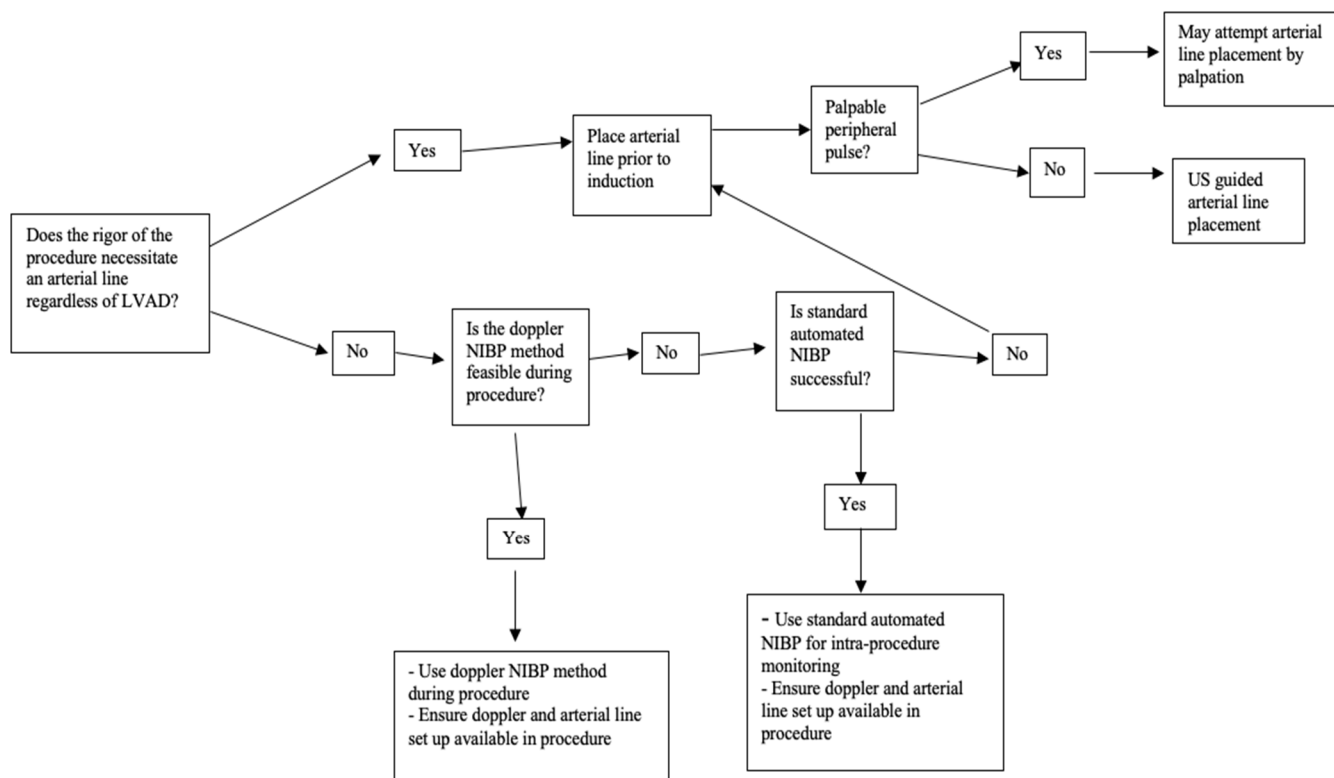 Does the rigor of the
procedure necessitate
an arterial line
regardless of LVAD?
Yes
Place arterial
line prior to
induction
Palpable
peripheral
pulse?
Yes
May attempt arterial
line placement by
palpation
No
US guided
arterial line
placement
No
Is the doppler
NIBP method
feasible during
procedure?
No
Is standard
automated
NIBP
successful?
No
Yes
- Use doppler NIBP method
during procedure
- Ensure doppler and arterial line
set up available in procedure
Yes
- Use standard automated
NIBP for intra-procedure
monitoring
- Ensure doppler and arterial
line set up available in
procedure